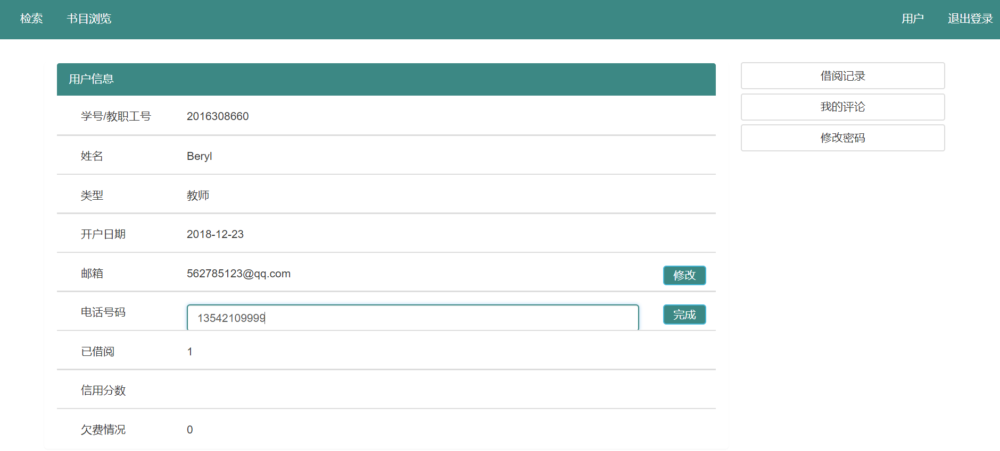 检索 书目浏览 用户 退出登录
用户信息
学号/教职工号 2016308660
姓名 Beryl
类型 教师
开户日期 2018-12-23
邮箱 562785123@qq.com 修改
电话号码 13542109999 完成
已借阅 1
信用分数
欠费情况 0
借阅记录
我的评论
修改密码